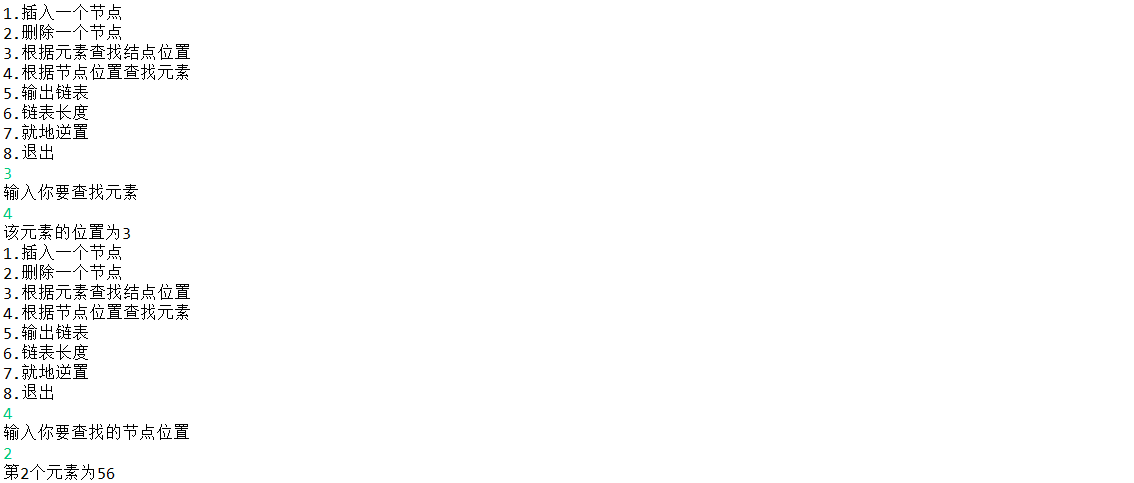 1.插入一个节点
2.删除一个节点
3.根据元素查找结点位置
4.根据节点位置查找元素
5.输出链表
6.链表长度
7.就地逆置
8.退出
3
输入你要查找元素
4
该元素的位置为3
1.插入一个节点
2.删除一个节点
3.根据元素查找结点位置
4.根据节点位置查找元素
5.输出链表
6.链表长度
7.就地逆置
8.退出
4
输入你要查找的节点位置
2
第2个元素为56